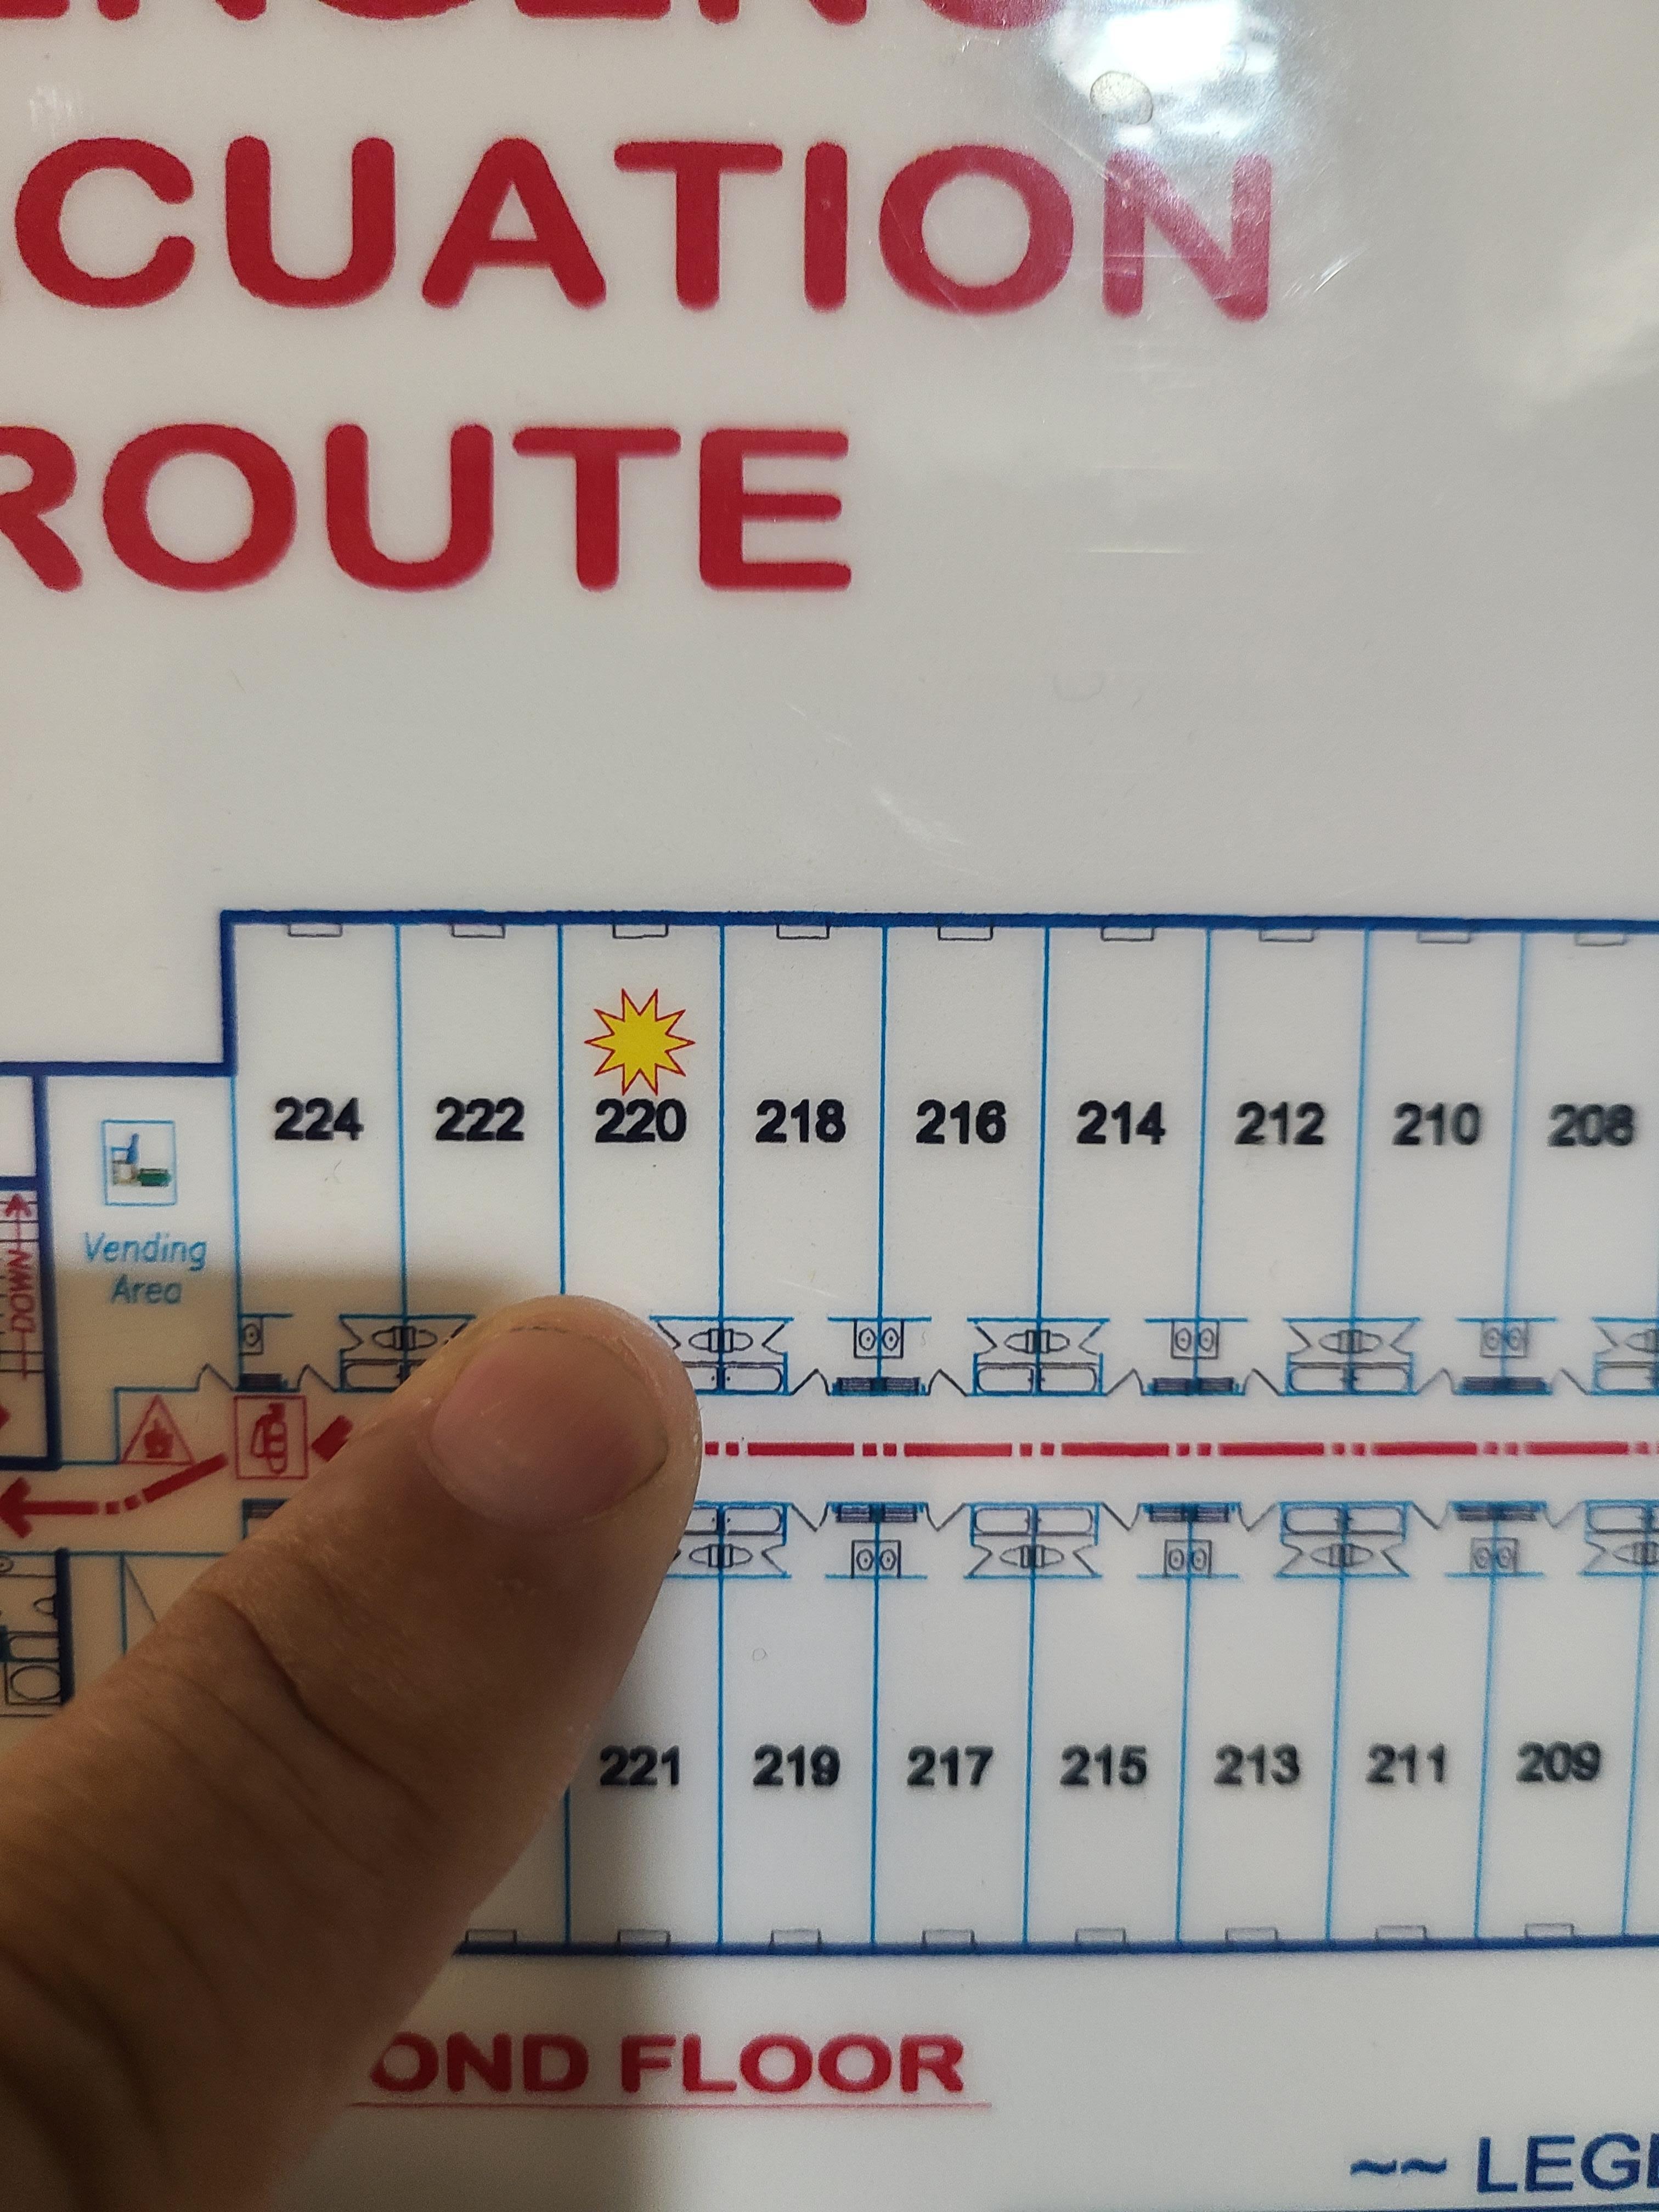 CUATION
ROUTE
224 222 220 218 216 214 212 210 208
Vending
Area
DOWN
221 219 217 215 213 211 209
OND FLOOR
~~ LEGE